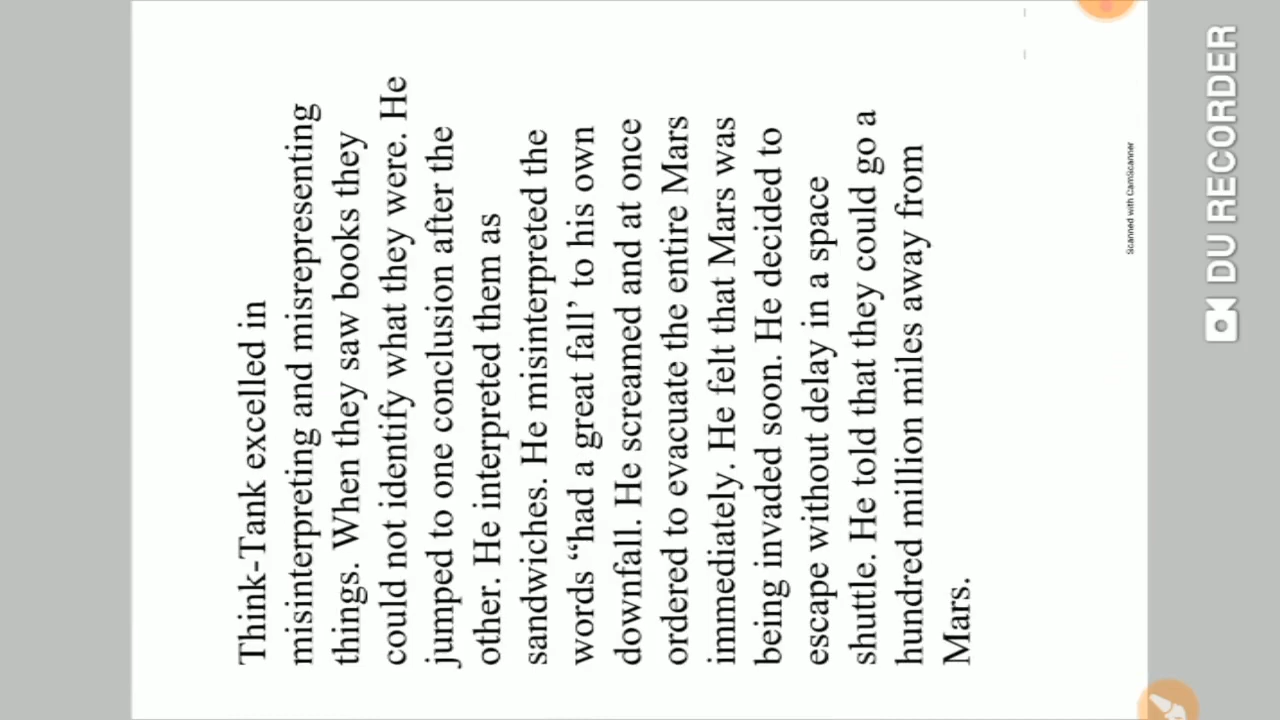 Think-Tank excelled in
misinterpreting and misrepresenting
things. When they saw books they
could not identify what they were. He
jumped to one conclusion after the
other. He interpreted them as
sandwiches. He misinterpreted the
words “had a great fall’ to his own
downfall. He screamed and at once
ordered to evacuate the entire Mars
immediately. He felt that Mars was
being invaded soon. He decided to
escape without delay in a space
shuttle. He told that they could go a
hundred million miles away from
Mars.
Scanned with CamScanner
DU RECORDER